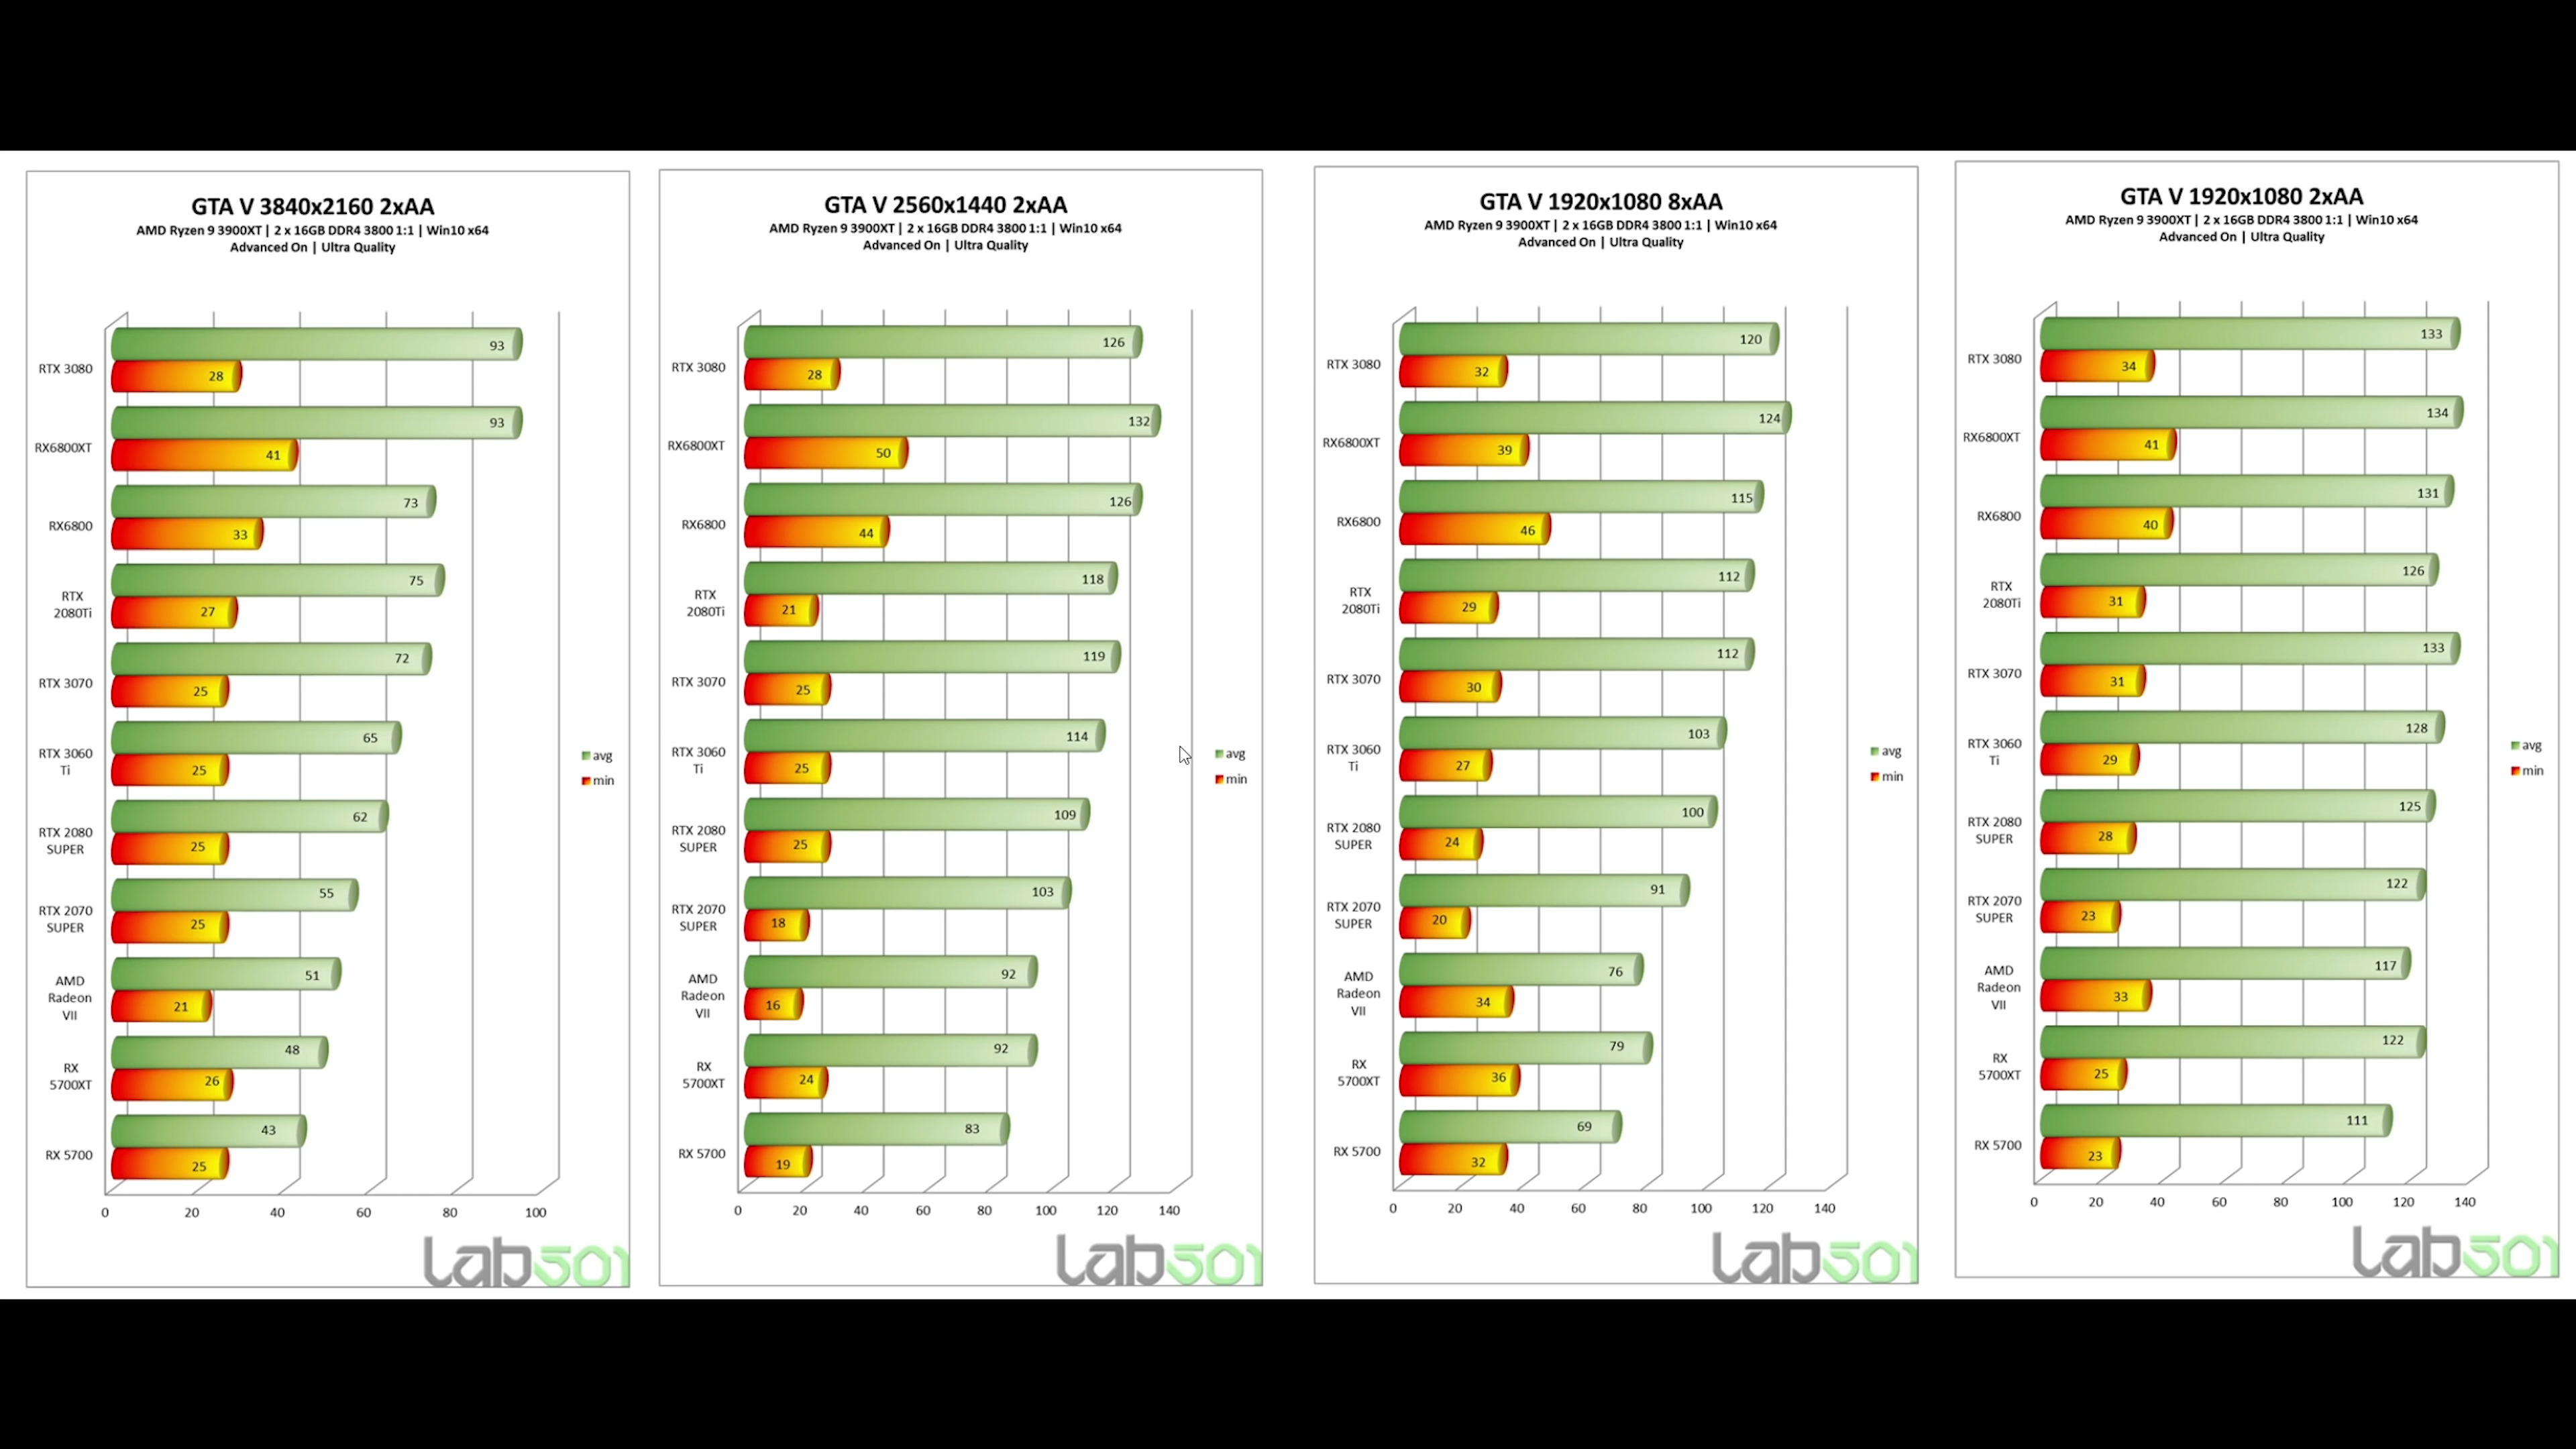 GTA V 3840x2160 2xAA
AMD Ryzen 9 3900XT | 2 x 16GB DDR4 3800 1:1 | Win10 x64
Advanced On | Ultra Quality
RTX 3080
93
28
RX6800XT
93
41
RX6800
73
33
RTX
2080Ti
75
27
RTX 3070
72
25
RTX 3060
Ti
65
25
RTX 2080
SUPER
62
25
RTX 2070
SUPER
55
25
AMD
Radeon
VII
51
21
RX
5700XT
48
26
RX 5700
43
25
0 20 40 60 80 100
avg
min
Lab501
GTA V 2560x1440 2xAA
AMD Ryzen 9 3900XT | 2 x 16GB DDR4 3800 1:1 | Win10 x64
Advanced On | Ultra Quality
RTX 3080
126
28
RX6800XT
132
50
RX6800
126
44
RTX
2080Ti
118
21
RTX 3070
119
25
RTX 3060
Ti
114
25
RTX 2080
SUPER
109
25
RTX 2070
SUPER
103
18
AMD
Radeon
VII
92
16
RX
5700XT
92
24
RX 5700
83
19
0 20 40 60 80 100 120 140
avg
min
Lab501
GTA V 1920x1080 8xAA
AMD Ryzen 9 3900XT | 2 x 16GB DDR4 3800 1:1 | Win10 x64
Advanced On | Ultra Quality
RTX 3080
120
32
RX6800XT
124
39
RX6800
115
46
RTX
2080Ti
112
29
RTX 3070
112
30
RTX 3060
Ti
103
27
RTX 2080
SUPER
100
24
RTX 2070
SUPER
91
20
AMD
Radeon
VII
76
34
RX
5700XT
79
36
RX 5700
69
32
0 20 40 60 80 100 120 140
avg
min
Lab501
GTA V 1920x1080 2xAA
AMD Ryzen 9 3900XT | 2 x 16GB DDR4 3800 1:1 | Win10 x64
Advanced On | Ultra Quality
RTX 3080
133
34
RX6800XT
134
41
RX6800
131
40
RTX
2080Ti
126
31
RTX 3070
133
31
RTX 3060
Ti
128
29
RTX 2080
SUPER
125
28
RTX 2070
SUPER
122
23
AMD
Radeon
VII
117
33
RX
5700XT
122
25
RX 5700
111
23
0 20 40 60 80 100 120 140
avg
min
Lab501